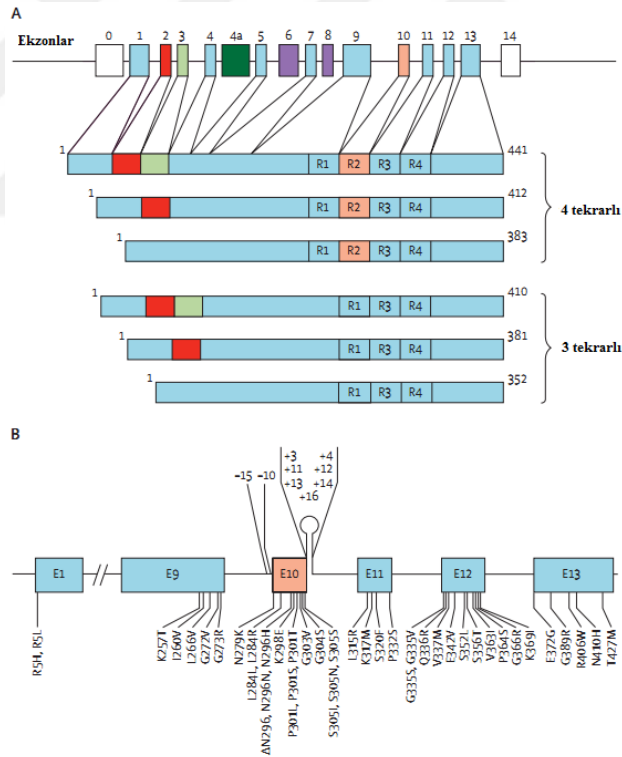 A
Ekzonlar 0 1 2 3 4 4a 5 6 7 8 9 10 11 12 13 14
1 R1 R2 R3 R4 441
1 R1 R2 R3 R4 412
1 R1 R2 R3 R4 383
4 tekrarlı
1 R1 R3 R4 410
1 R1 R3 R4 381
1 R1 R3 R4 352
3 tekrarlı
B
+3 +4
−15 −10 +11 +12
+13 +14
+16
E1 E9 E10 E11 E12 E13
R5H, R5L
K257T
I260V
L266V
G272V
G273R
N279K
L284L, L284R
ΔN296, N296N, N296H
K298E
P301L, P301S, P301T
G303V
G304S
S305I, S305N, S305S
L315R
K317M
S320F
P332S
G335S, G335V
Q336R
V337M
E342V
S352L
S356T
V363I
P364S
G366R
K369I
E372G
G389R
R406W
N410H
T427M